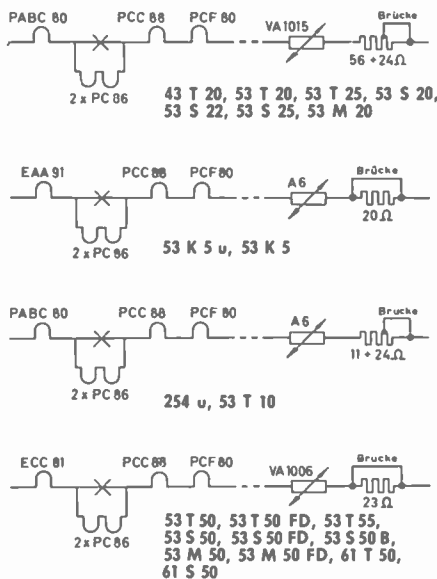 PABC 80 PCC 88 PCF 80 VA 1015 Brücke
2 x PC 86 56 + 24Ω
43 T 20, 53 T 20, 53 T 25, 53 S 20,
53 S 22, 53 S 25, 53 M 20
EAA 91 PCC 88 PCF 80 A 6 Brücke
2 x PC 86 20 Ω
53 K 5 u, 53 K 5
PABC 80 PCC 88 PCF 80 A 6 Brucke
2 x PC 86 11 + 24Ω
254 u, 53 T 10
ECC 81 PCC 88 PCF 80 VA 1006 Brucke
2 x PC 86 23 Ω
53 T 50, 53 T 50 FD, 53 T 55,
53 S 50, 53 S 50 FD, 53 S 50 B,
53 M 50, 53 M 50 FD, 61 T 50,
61 S 50